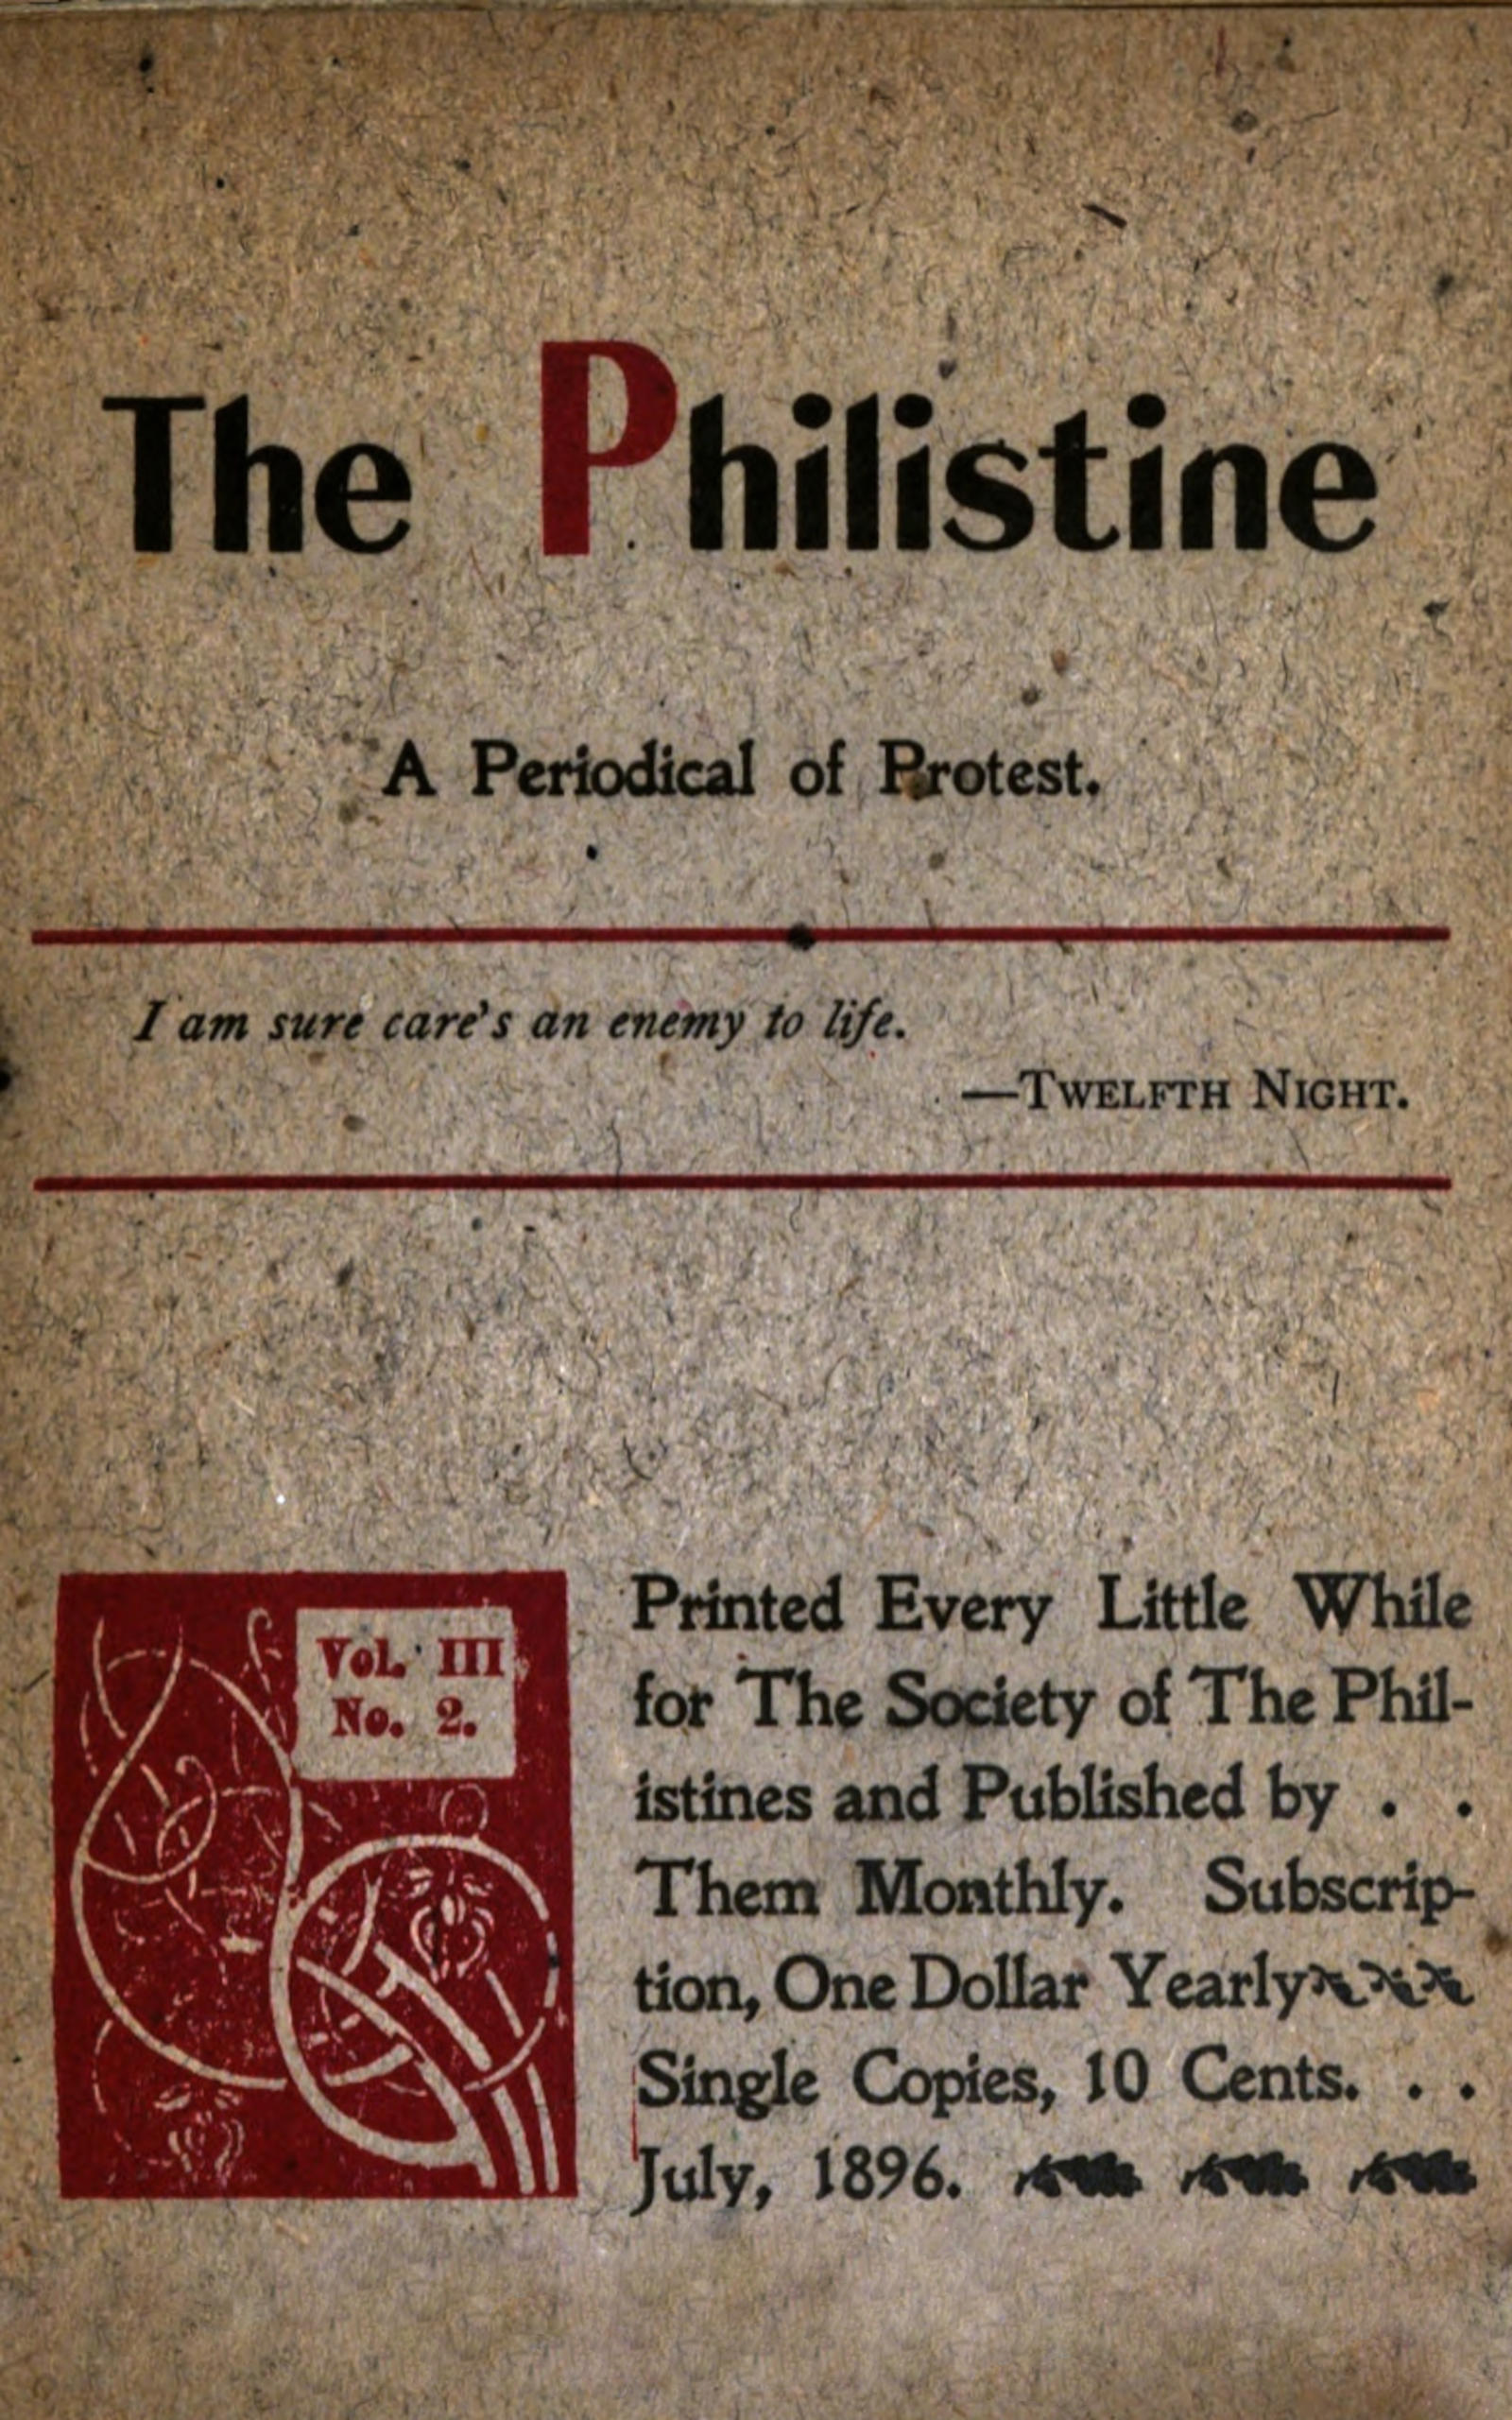 The Philistine
A Periodical of Protest.
I am sure care's an enemy to life.
—TWELFTH NIGHT.
Vol. III
No. 2.
Printed Every Little While
for The Society of The Phil-
istines and Published by . .
Them Monthly. Subscrip-
tion, One Dollar Yearly
Single Copies, 10 Cents. . .
July, 1896.